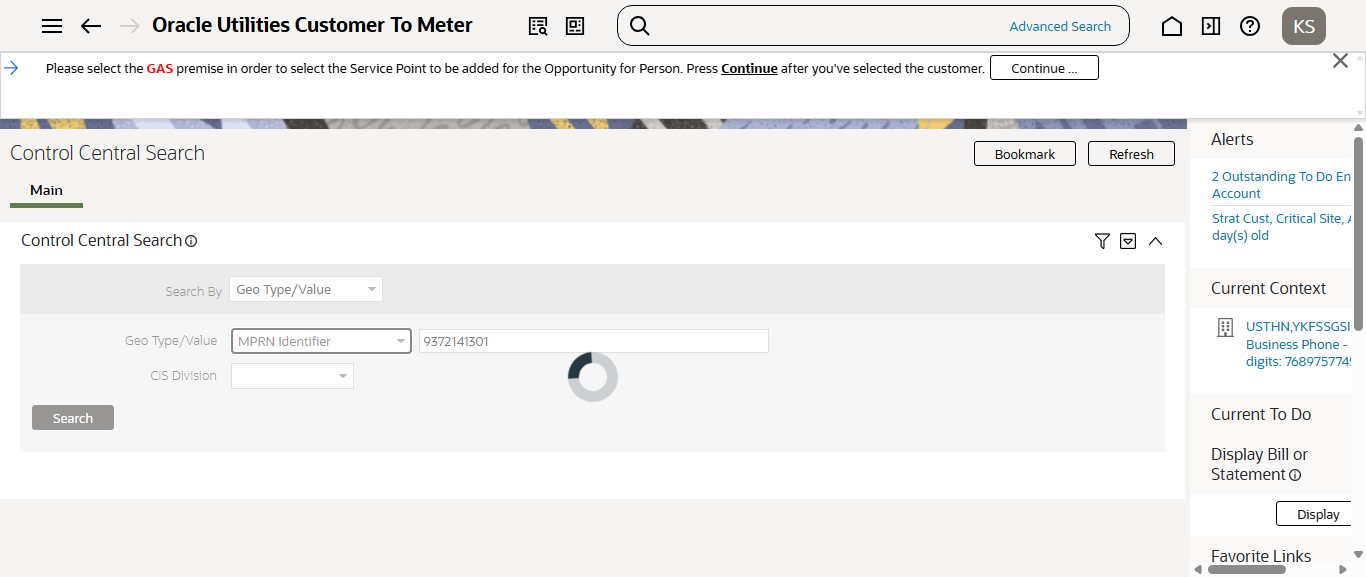 Oracle Utilities Customer To Meter
Advanced Search
KS
Please select the GAS premise in order to select the Service Point to be added for the Opportunity for Person. Press Continue after you've selected the customer.
Continue ...
Control Central Search
Bookmark
Refresh
Main
Control Central Search
Search By
Geo Type/Value
Geo Type/Value
MPRN Identifier
9372141301
CIS Division
Search
Alerts
2 Outstanding To Do En
Account
Strat Cust, Critical Site, A
day(s) old
Current Context
USTHN,YKFSSGSI
Business Phone -
digits: 7689757745
Current To Do
Display Bill or
Statement
Display
Favorite Links